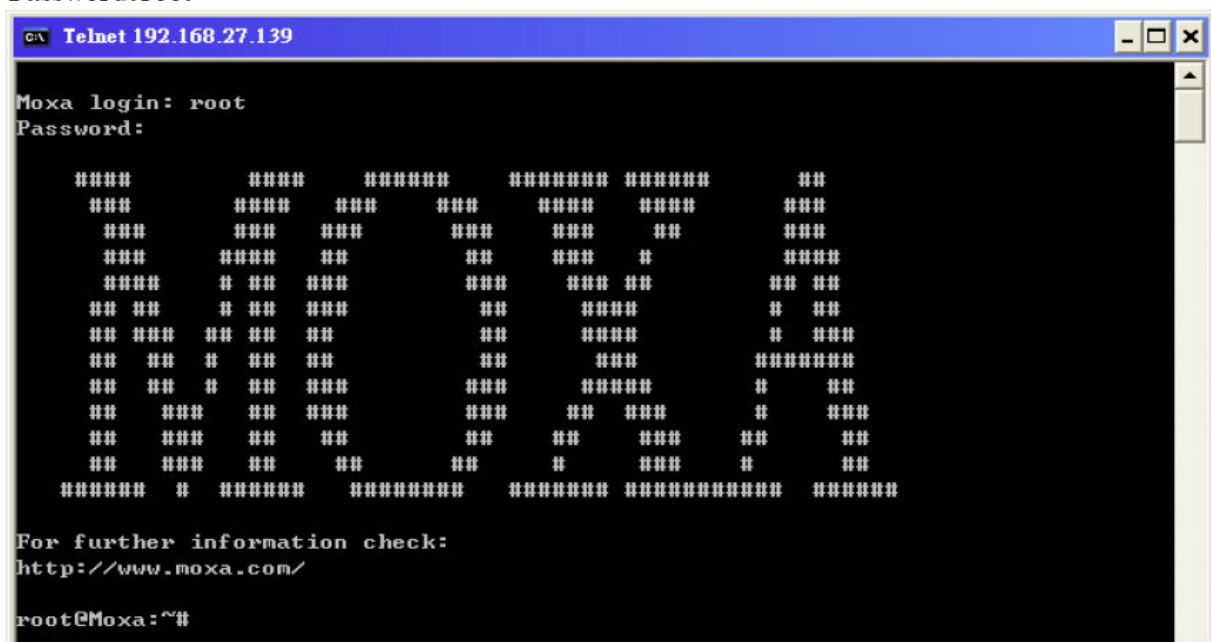 Telnet 192.168.27.139
Moxa login: root
Password:
    ####        ####    ######    ####### ######      ##
     ###       ####   ###    ###    ####   ####      ###
      ###      ###   ###      ###    ###    ##       ###
      ###     ####   ##        ##    ###   #         ####
      ####    # ##  ###        ###    ### ##        ## ##
     ## ##    # ##  ###         ##     ####         #  ##
     ## ###  ## ##  ##          ##     ####         #  ###
     ##  ##  #  ##  ##          ##      ###        #######
     ##  ##  #  ##  ###        ###     #####       #    ##
     ##   ###   ##  ###        ###    ##  ###      #    ###
     ##   ###   ##   ##        ##    ##    ###    ##     ##
     ##   ###   ##    ##      ##     #     ###    #      ##
   ######  #  ######   ########   ####### ###########  ######
For further information check:
http://www.moxa.com/
root@Moxa:~#